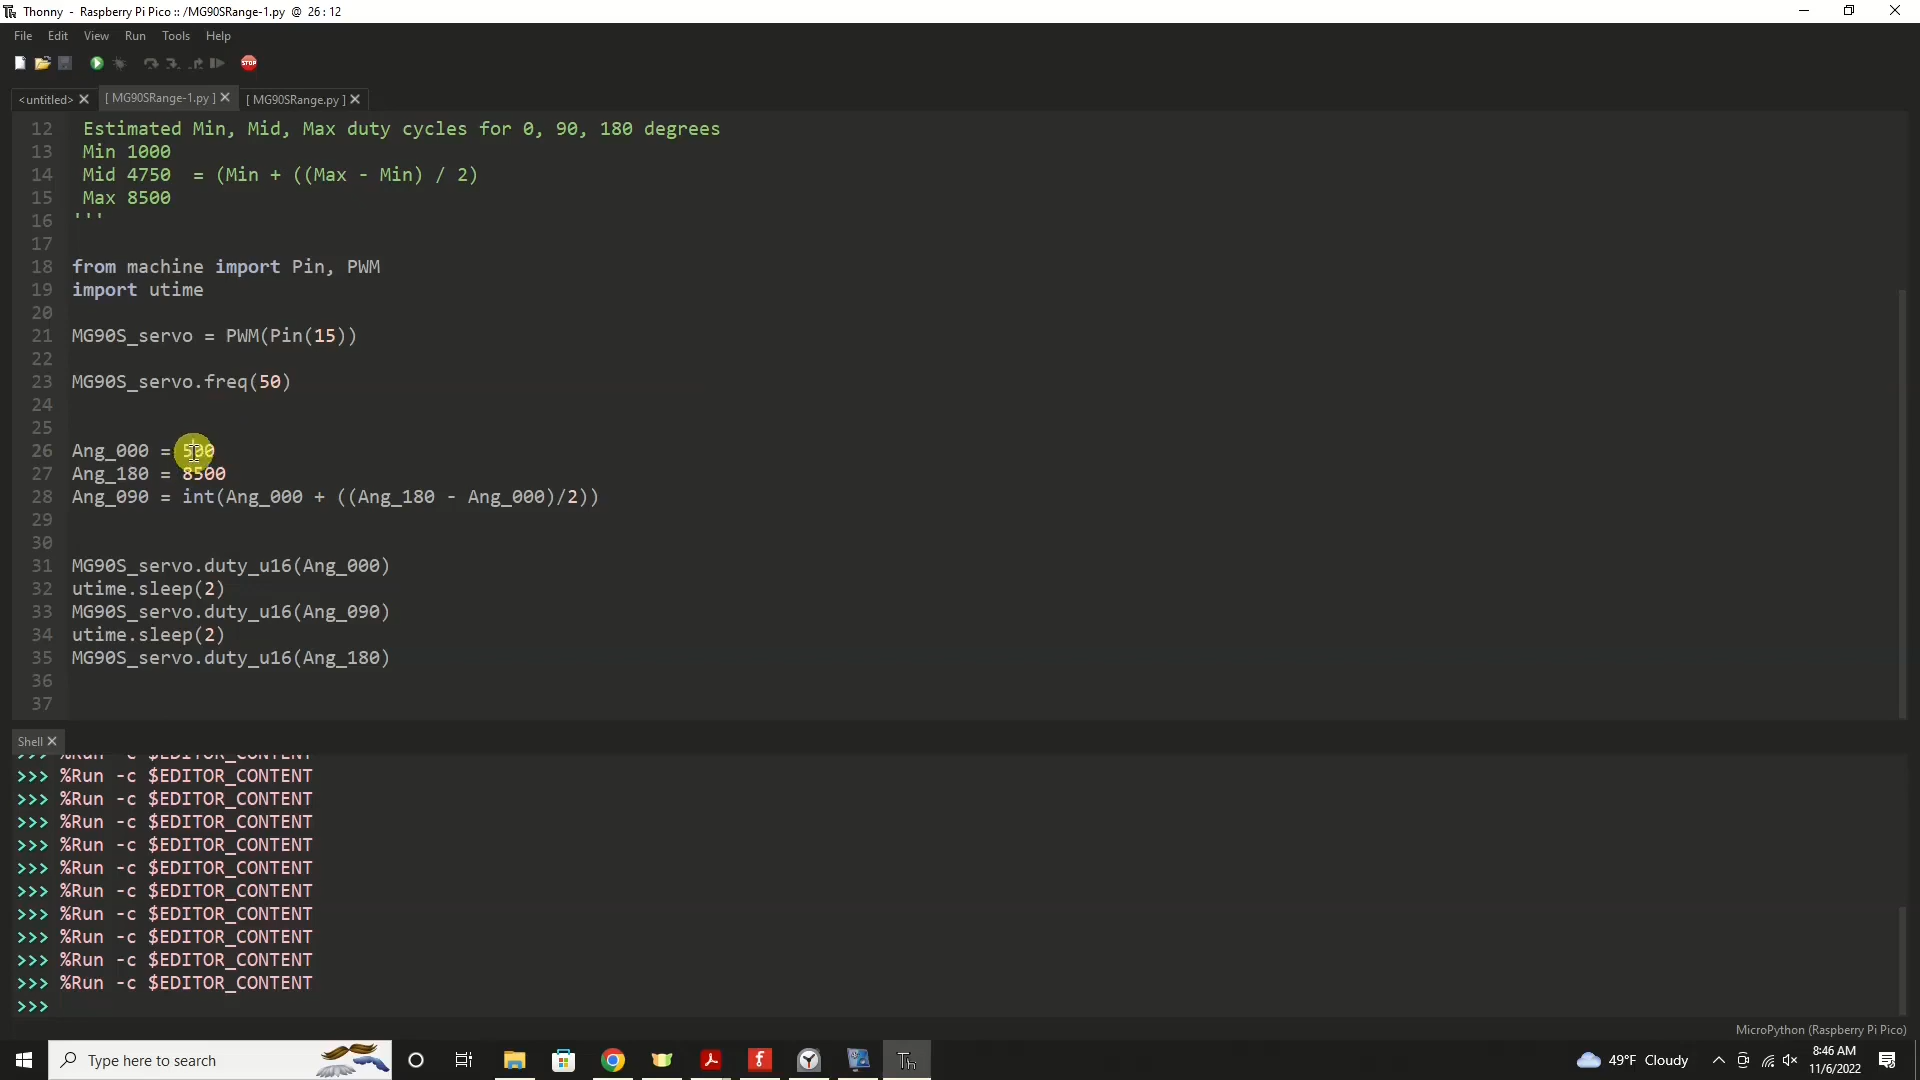 Thonny - Raspberry Pi Pico :: /MG90SRange-1.py @ 26 : 12
File Edit View Run Tools Help
STOP
<untitled> [ MG90SRange-1.py ] [ MG90SRange.py ]
12 Estimated Min, Mid, Max duty cycles for 0, 90, 180 degrees
13 Min 1000
14 Mid 4750 = (Min + ((Max - Min) / 2)
15 Max 8500
16 '''
17
18 from machine import Pin, PWM
19 import utime
20
21 MG90S_servo = PWM(Pin(15))
22
23 MG90S_servo.freq(50)
24
25
26 Ang_000 = 500
27 Ang_180 = 8500
28 Ang_090 = int(Ang_000 + ((Ang_180 - Ang_000)/2))
29
30
31 MG90S_servo.duty_u16(Ang_000)
32 utime.sleep(2)
33 MG90S_servo.duty_u16(Ang_090)
34 utime.sleep(2)
35 MG90S_servo.duty_u16(Ang_180)
36
37
Shell
>>> %Run -c $EDITOR_CONTENT
>>> %Run -c $EDITOR_CONTENT
>>> %Run -c $EDITOR_CONTENT
>>> %Run -c $EDITOR_CONTENT
>>> %Run -c $EDITOR_CONTENT
>>> %Run -c $EDITOR_CONTENT
>>> %Run -c $EDITOR_CONTENT
>>> %Run -c $EDITOR_CONTENT
>>> %Run -c $EDITOR_CONTENT
>>> %Run -c $EDITOR_CONTENT
>>> %Run -c $EDITOR_CONTENT
>>>
MicroPython (Raspberry Pi Pico)
Type here to search
Th
49°F Cloudy
8:46 AM
11/6/2022